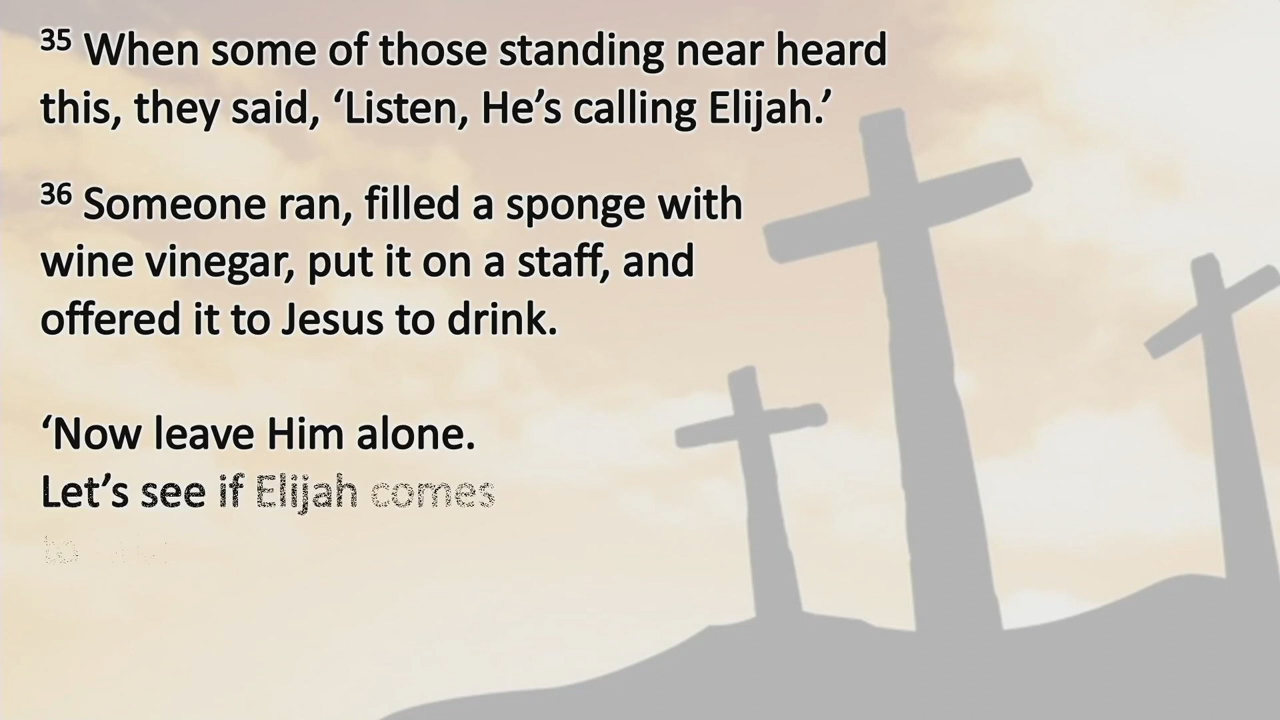 35 When some of those standing near heard
this, they said, ‘Listen, He’s calling Elijah.’
36 Someone ran, filled a sponge with
wine vinegar, put it on a staff, and
offered it to Jesus to drink.
‘Now leave Him alone.
Let’s see if Elijah comes
to